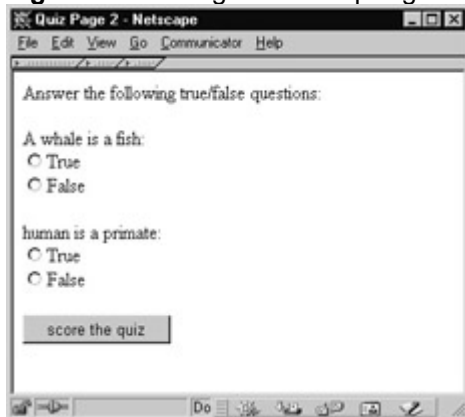 Quiz Page 2 - Netscape
File Edit View Go Communicator Help
Answer the following true/false questions:
A whale is a fish:
True
False
human is a primate:
True
False
score the quiz
Do